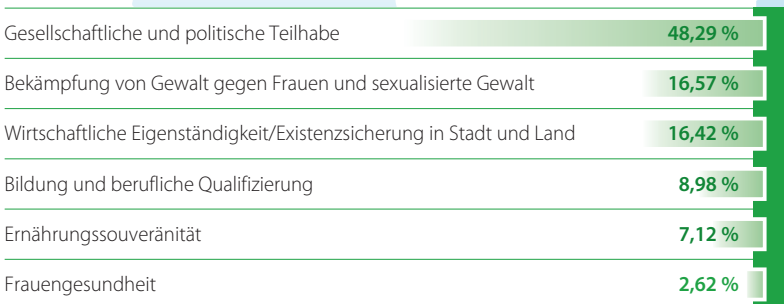 Gesellschaftliche und politische Teilhabe 48,29 %
Bekämpfung von Gewalt gegen Frauen und sexualisierte Gewalt 16,57 %
Wirtschaftliche Eigenständigkeit/Existenzsicherung in Stadt und Land 16,42 %
Bildung und berufliche Qualifizierung 8,98 %
Ernährungssouveränität 7,12 %
Frauengesundheit 2,62 %